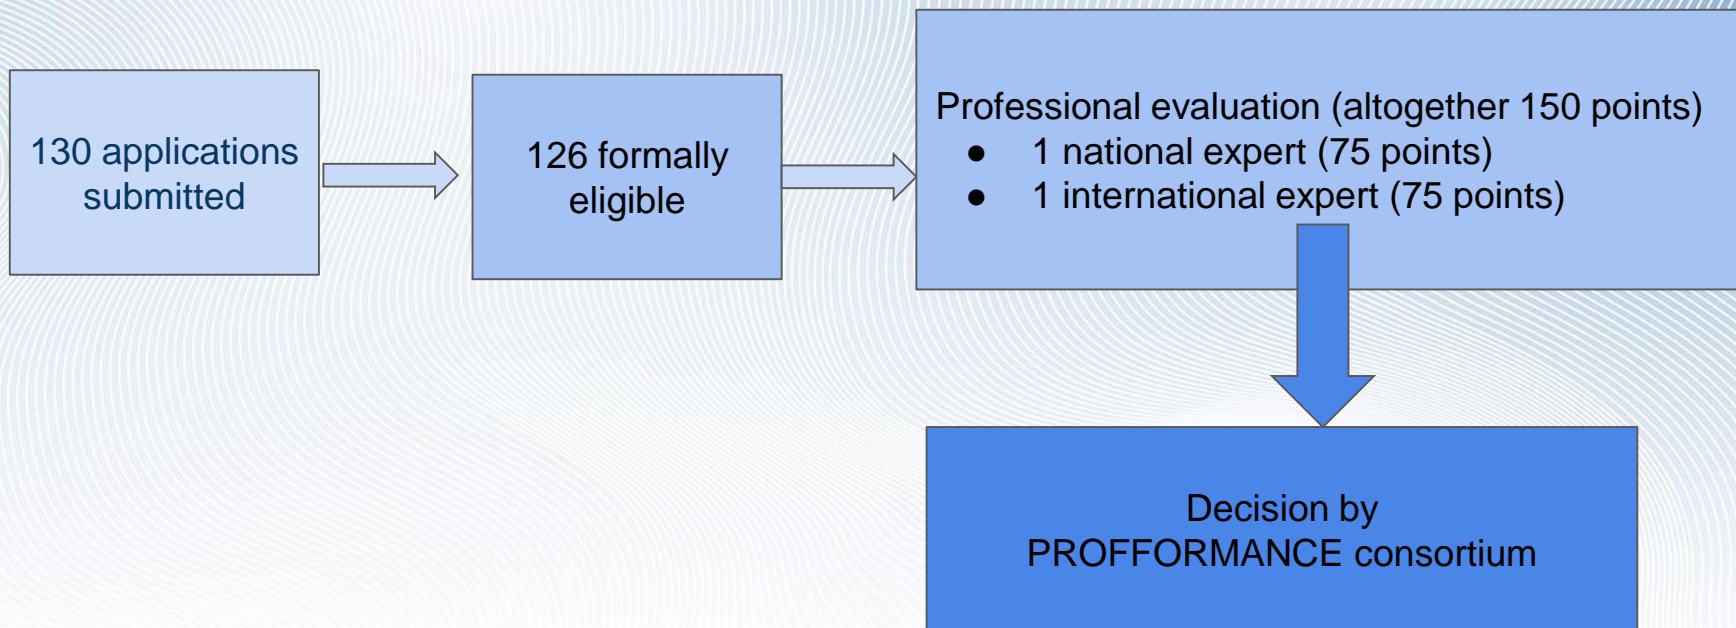 130 applications
submitted
126 formally
eligible
Professional evaluation (altogether 150 points)
● 1 national expert (75 points)
● 1 international expert (75 points)
Decision by
PROFFORMANCE consortium